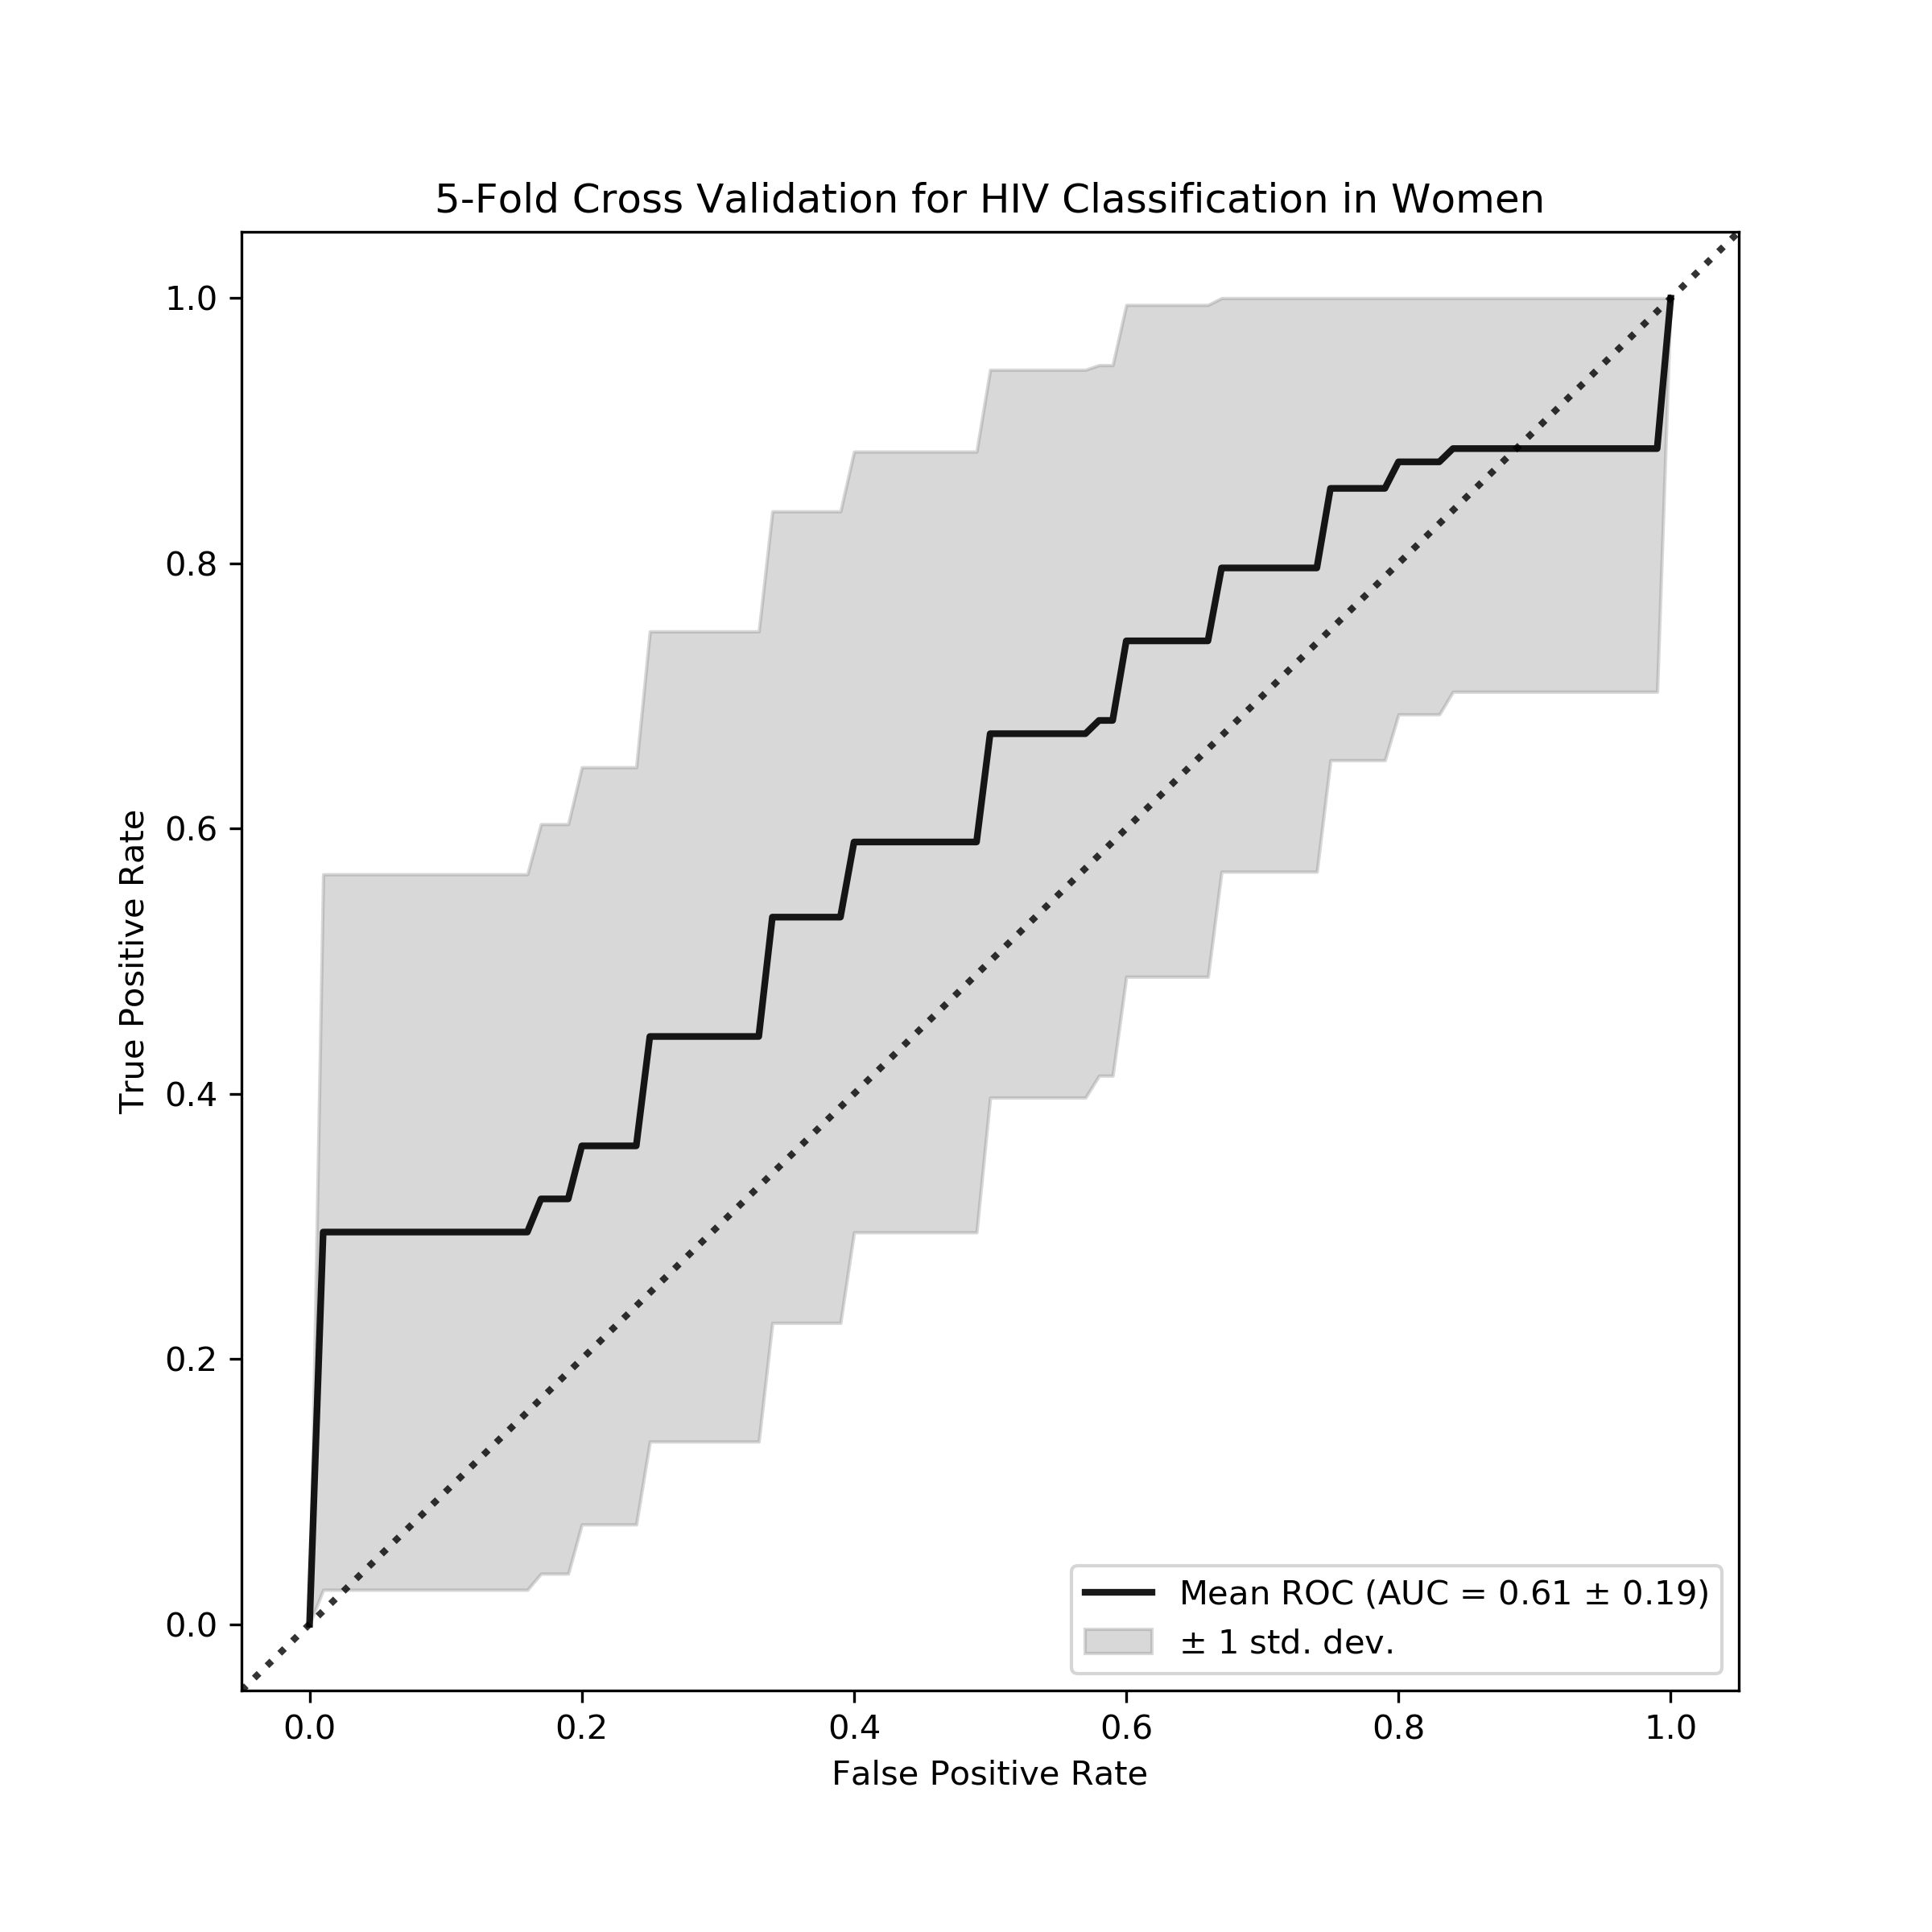 5-Fold Cross Validation for HIV Classification in Women
True Positive Rate
1.0
0.8
0.6
0.4
0.2
0.0
Mean ROC (AUC = 0.61 ± 0.19)
± 1 std. dev.
0.0 0.2 0.4 0.6 0.8 1.0
False Positive Rate